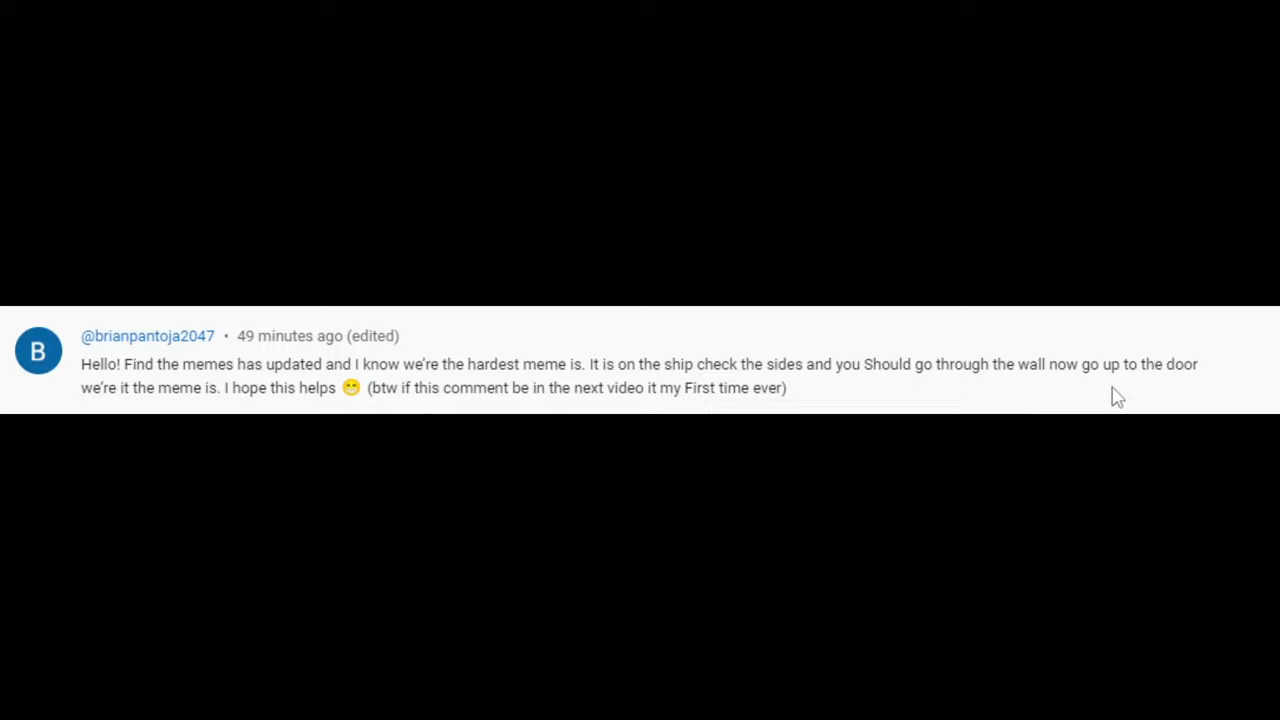 B
@brianpantoja2047 • 49 minutes ago (edited)
Hello! Find the memes has updated and I know we're the hardest meme is. It is on the ship check the sides and you Should go through the wall now go up to the door
we're it the meme is. I hope this helps 😁 (btw if this comment be in the next video it my First time ever)